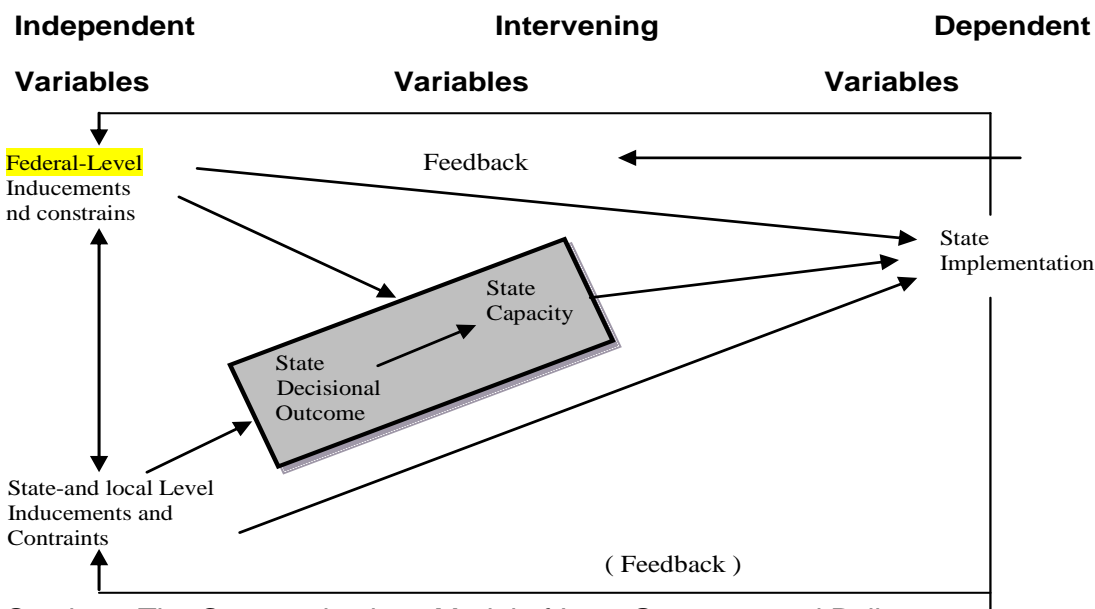 Independent Intervening Dependent
Variables Variables Variables
Federal-Level
Inducements
nd constrains
Feedback
State
Implementation
State
Capacity
State
Decisional
Outcome
State-and local Level
Inducements and
Contraints
( Feedback )